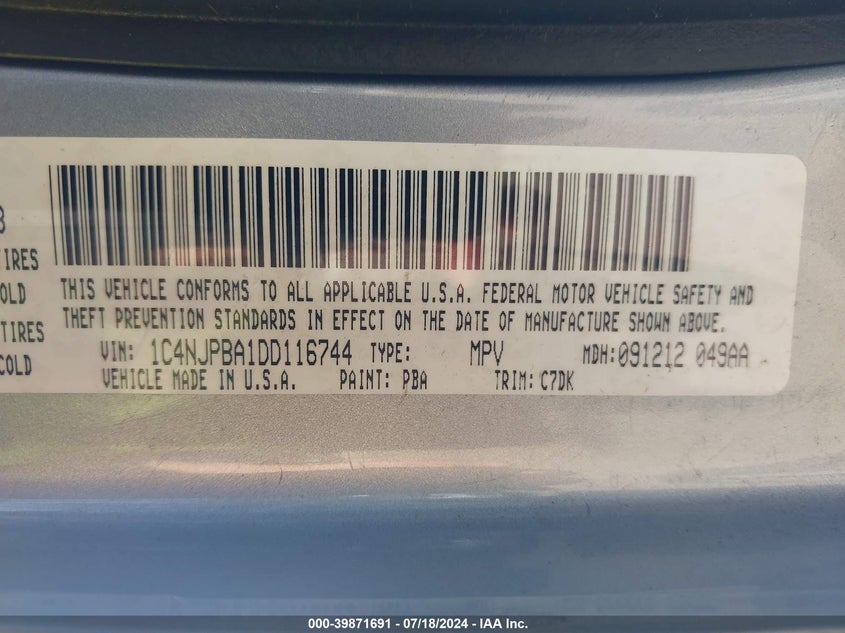 3
TIRES
OLD
TIRES
COLD
THIS VEHICLE CONFORMS TO ALL APPLICABLE U.S.A. FEDERAL MOTOR VEHICLE SAFETY AND
THEFT PREVENTION STANDARDS IN EFFECT ON THE DATE OF MANUFACTURE SHOWN ABOVE.
VIN: 1C4NJPBA1DD116744 TYPE: MPV MDH:091212 049AA
VEHICLE MADE IN U.S.A. PAINT: PBA TRIM: C7DK
000-39871691 - 07/18/2024 - IAA Inc.